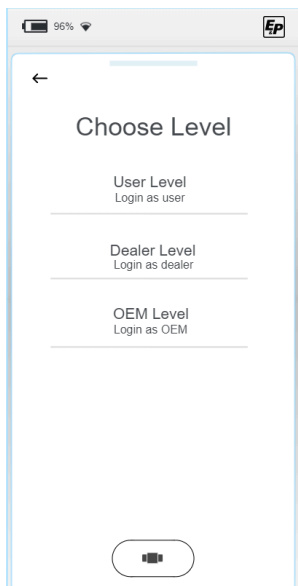 96%
EP
Choose Level
User Level
Login as user
Dealer Level
Login as dealer
OEM Level
Login as OEM